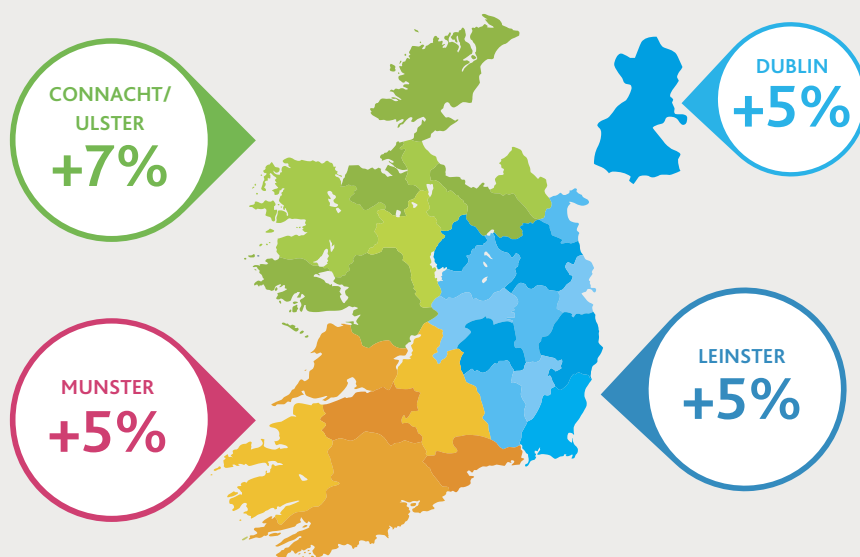 CONNACHT/
ULSTER
+7%
DUBLIN
+5%
MUNSTER
+5%
LEINSTER
+5%